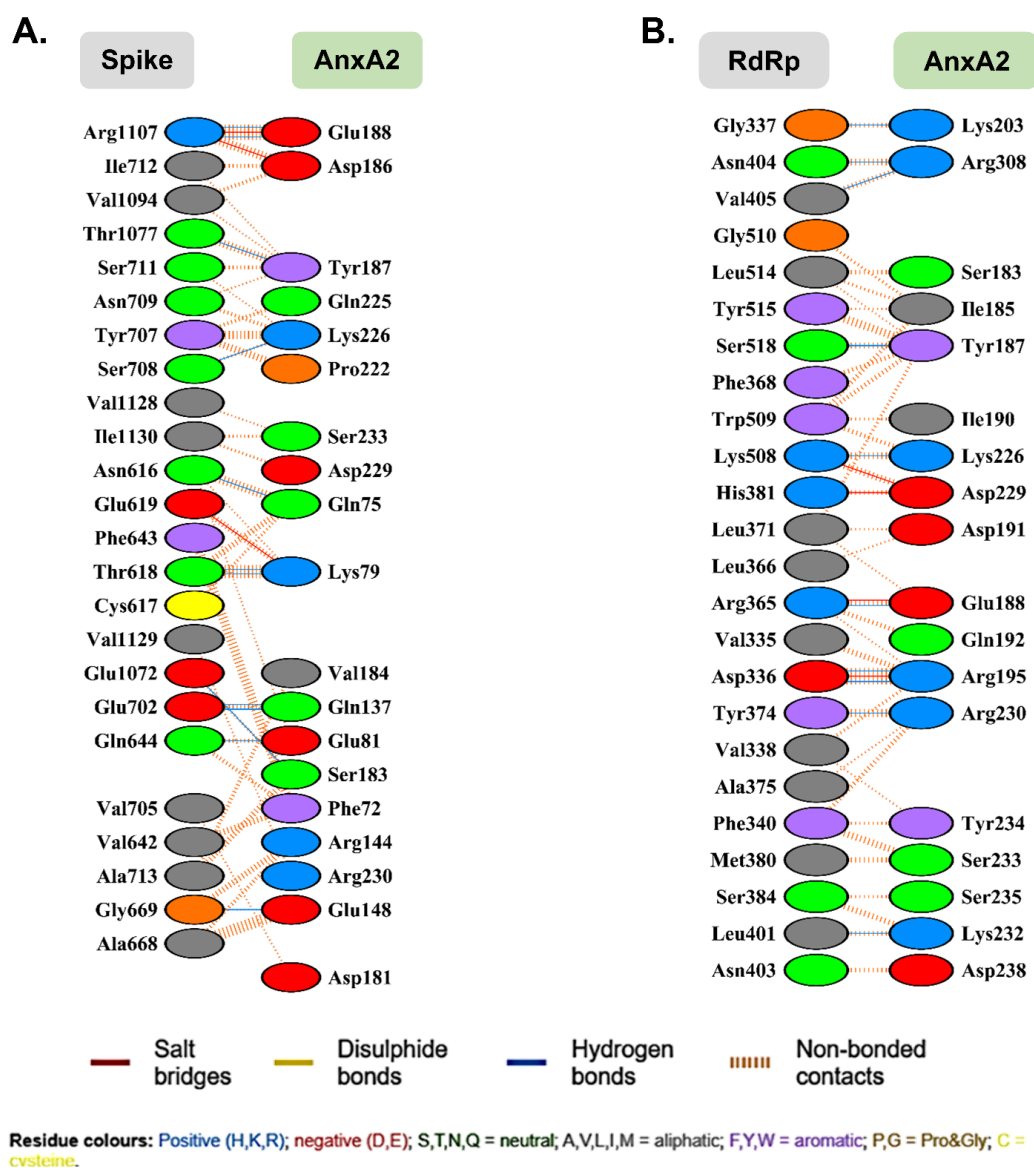 A.
B.
Spike AnxA2
RdRp AnxA2
Arg1107 Glu188
Ile712 Asp186
Val1094
Thr1077
Ser711 Tyr187
Asn709 Gln225
Tyr707 Lys226
Ser708 Pro222
Val1128
Ile1130 Ser233
Asn616 Asp229
Glu619 Gln75
Phe643
Thr618 Lys79
Cys617
Val1129
Glu1072 Val184
Glu702 Gln137
Gln644 Glu81
Ser183
Val705 Phe72
Val642 Arg144
Ala713 Arg230
Gly669 Glu148
Ala668
Asp181
Gly337 Lys203
Asn404 Arg308
Val405
Gly510
Leu514 Ser183
Tyr515 Ile185
Ser518 Tyr187
Phe368
Trp509 Ile190
Lys508 Lys226
His381 Asp229
Leu371 Asp191
Leu366
Arg365 Glu188
Val335 Gln192
Asp336 Arg195
Tyr374 Arg230
Val338
Ala375
Phe340 Tyr234
Met380 Ser233
Ser384 Ser235
Leu401 Lys232
Asn403 Asp238
Salt
bridges
Disulphide
bonds
Hydrogen
bonds
Non-bonded
contacts
Residue colours: Positive (H,K,R); negative (D,E); S,T,N,Q = neutral; A,V,L,I,M = aliphatic; F,Y,W = aromatic; P,G = Pro&Gly; C =
cysteine.